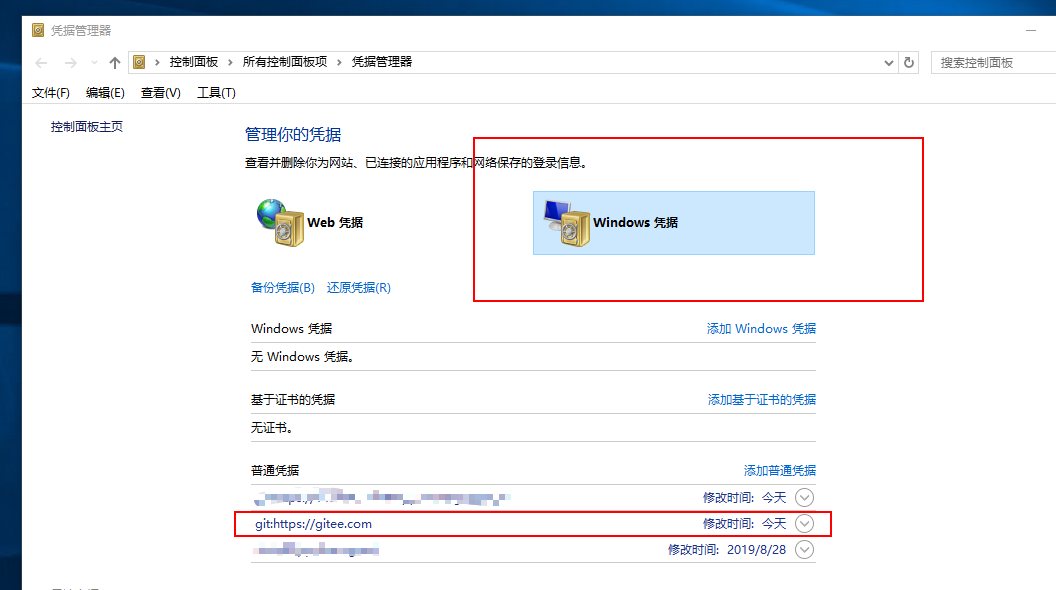 凭据管理器
控制面板 › 所有控制面板项 › 凭据管理器
搜索控制面板
文件(F) 编辑(E) 查看(V) 工具(T)
控制面板主页
管理你的凭据
查看并删除你为网站、已连接的应用程序和网络保存的登录信息。
Web 凭据
Windows 凭据
备份凭据(B) 还原凭据(R)
Windows 凭据 添加 Windows 凭据
无 Windows 凭据。
基于证书的凭据 添加基于证书的凭据
无证书。
普通凭据 添加普通凭据
修改时间: 今天
git:https://gitee.com 修改时间: 今天
修改时间: 2019/8/28